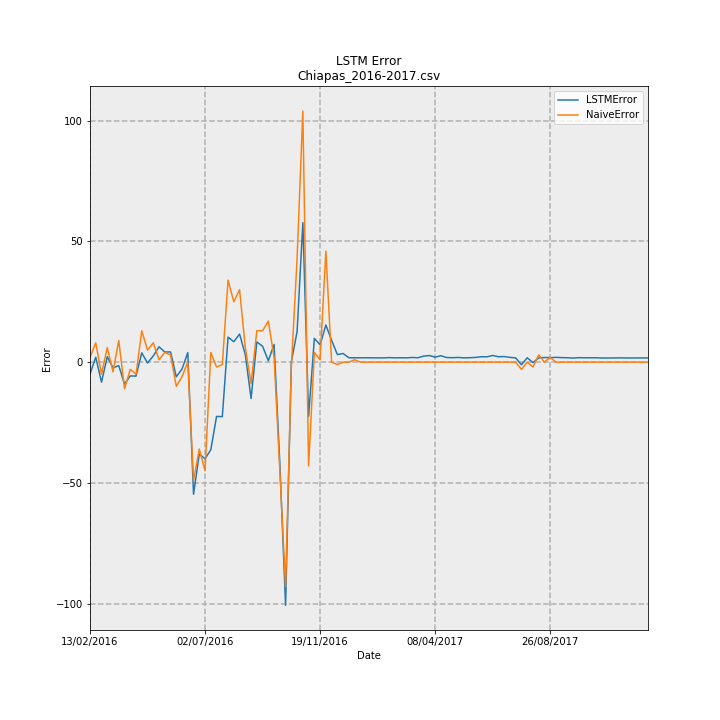 LSTM Error
Chiapas_2016-2017.csv
LSTMError
NaiveError
100
50
0
−50
−100
Error
13/02/2016 02/07/2016 19/11/2016 08/04/2017 26/08/2017
Date